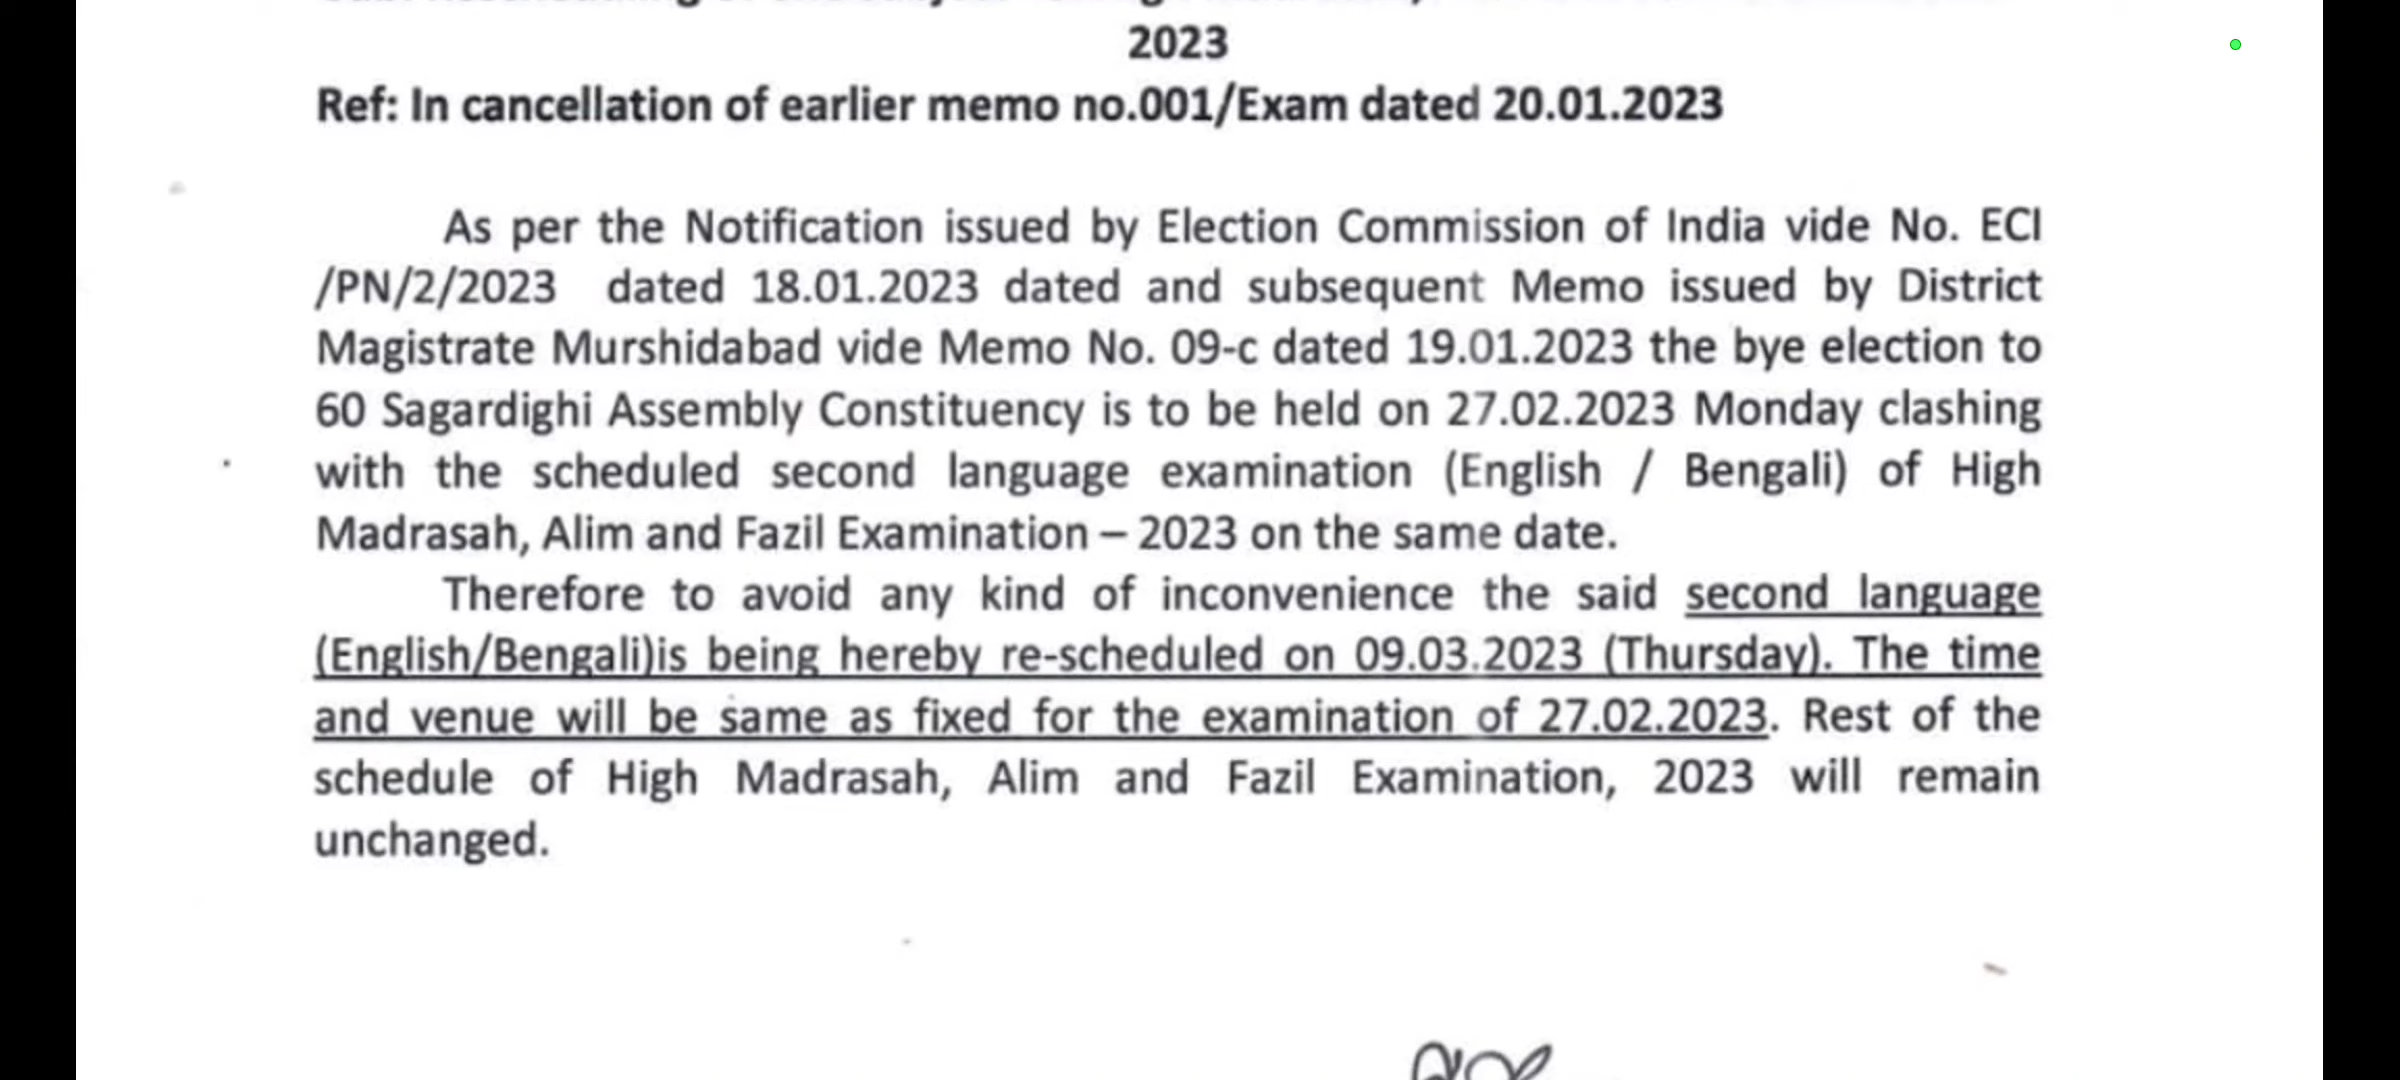 2023
Ref: In cancellation of earlier memo no.001/Exam dated 20.01.2023
As per the Notification issued by Election Commission of India vide No. ECI
/PN/2/2023 dated 18.01.2023 dated and subsequent Memo issued by District
Magistrate Murshidabad vide Memo No. 09-c dated 19.01.2023 the bye election to
60 Sagardighi Assembly Constituency is to be held on 27.02.2023 Monday clashing
with the scheduled second language examination (English / Bengali) of High
Madrasah, Alim and Fazil Examination – 2023 on the same date.
Therefore to avoid any kind of inconvenience the said second language
(English/Bengali)is being hereby re-scheduled on 09.03.2023 (Thursday). The time
and venue will be same as fixed for the examination of 27.02.2023. Rest of the
schedule of High Madrasah, Alim and Fazil Examination, 2023 will remain
unchanged.